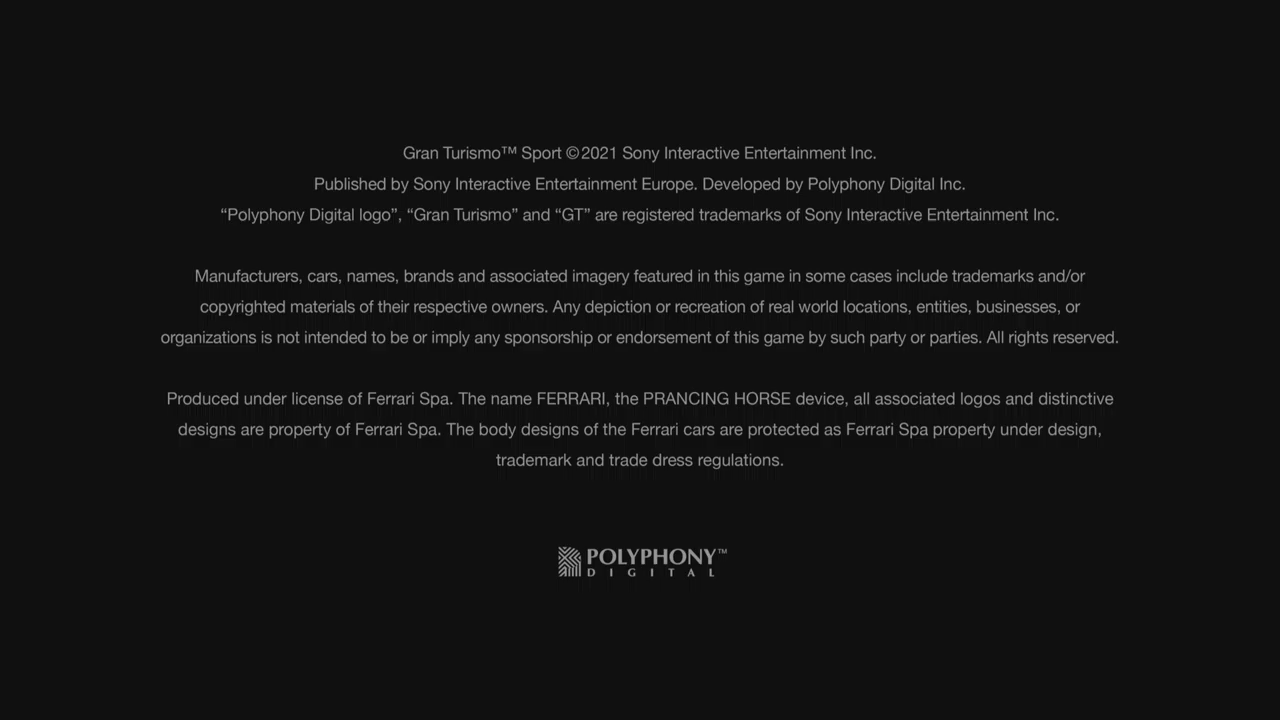 Gran Turismo™ Sport ©2021 Sony Interactive Entertainment Inc.
Published by Sony Interactive Entertainment Europe. Developed by Polyphony Digital Inc.
“Polyphony Digital logo”, “Gran Turismo” and “GT” are registered trademarks of Sony Interactive Entertainment Inc.
Manufacturers, cars, names, brands and associated imagery featured in this game in some cases include trademarks and/or
copyrighted materials of their respective owners. Any depiction or recreation of real world locations, entities, businesses, or
organizations is not intended to be or imply any sponsorship or endorsement of this game by such party or parties. All rights reserved.
Produced under license of Ferrari Spa. The name FERRARI, the PRANCING HORSE device, all associated logos and distinctive
designs are property of Ferrari Spa. The body designs of the Ferrari cars are protected as Ferrari Spa property under design,
trademark and trade dress regulations.
POLYPHONY™
DIGITAL